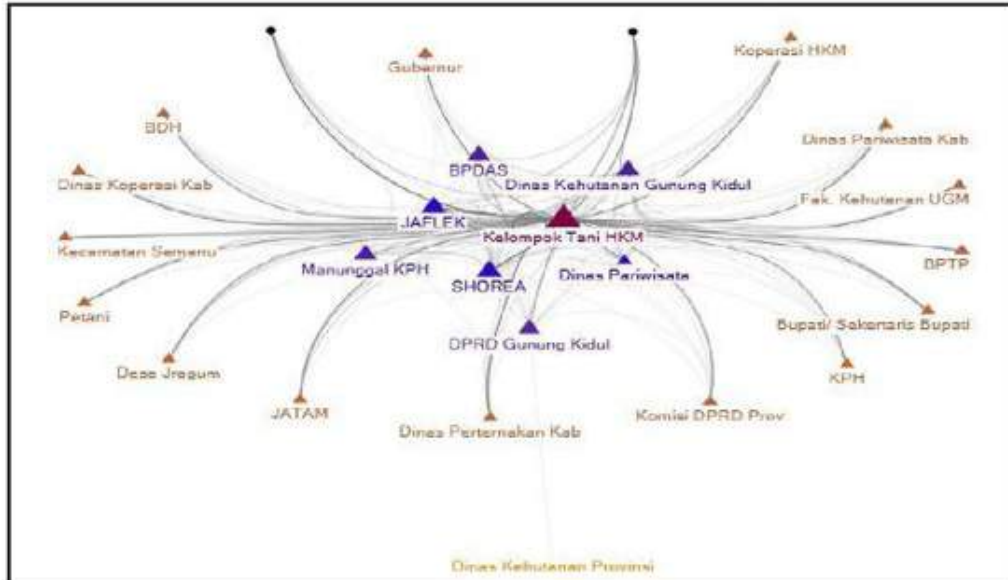 Gubernur
Koperasi HKM
BDH
Dinas Pariwisata Kab
BPDAS
Dinas Koperasi Kab
Dinas Kehutanan Gunung Kidul
Fak. Kehutanan UGM
JAFLEK
Kelompok Tani HKM
Kecamatan Semanu
Manunggal KPH
Dinas Pariwisata
BPTP
SHOREA
Petani
Bupati/ Sekertaris Bupati
DPRD Gunung Kidul
Desa Jragum
KPH
JATAM
Komisi DPRD Prov
Dinas Perternakan Kab
Dinas Kehutanan Provinsi